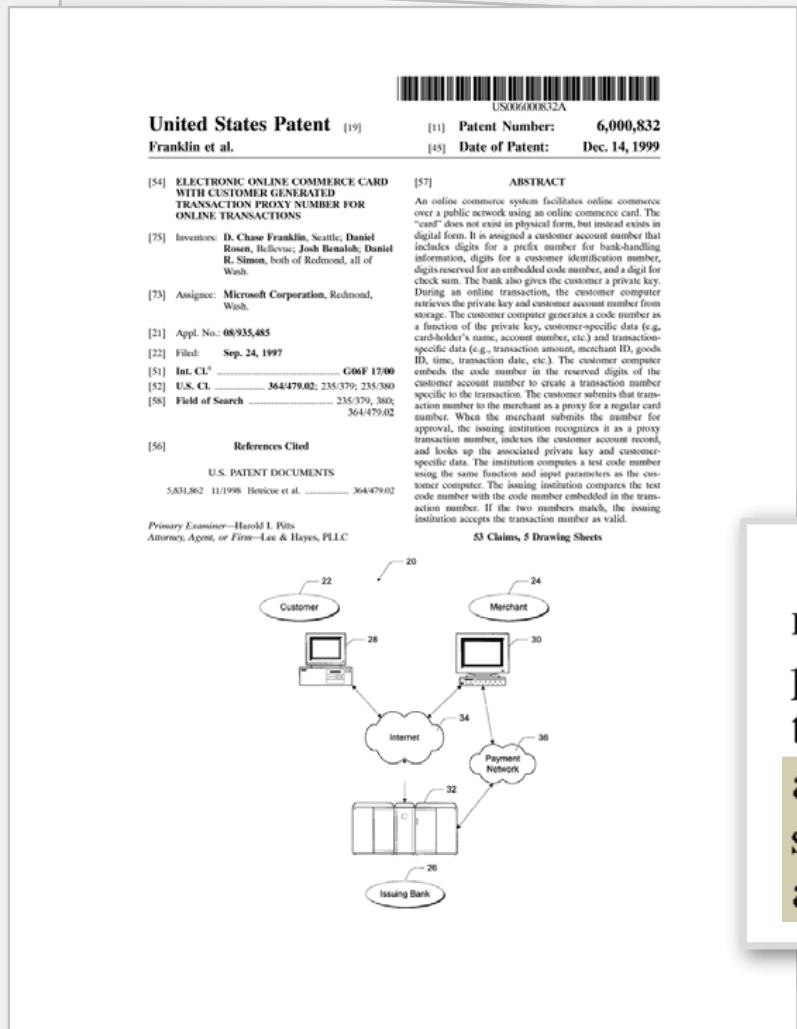 US006000832A
United States Patent [19]
Franklin et al.
[11] Patent Number: 6,000,832
[45] Date of Patent: Dec. 14, 1999
[54] ELECTRONIC ONLINE COMMERCE CARD
WITH CUSTOMER GENERATED
TRANSACTION PROXY NUMBER FOR
ONLINE TRANSACTIONS
[75] Inventors: D. Chase Franklin, Seattle; Daniel
Rosen, Bellevue; Josh Benaloh; Daniel
R. Simon, both of Redmond, all of
Wash.
[73] Assignee: Microsoft Corporation, Redmond,
Wash.
[21] Appl. No.: 08/935,485
[22] Filed: Sep. 24, 1997
[51] Int. Cl.⁶ ........................... G06F 17/00
[52] U.S. Cl. .............. 364/479.02; 235/379; 235/380
[58] Field of Search ..................... 235/379, 380;
364/479.02
[56] References Cited
U.S. PATENT DOCUMENTS
5,831,862 11/1998 Hetricue et al. .................. 364/479.02
Primary Examiner—Harold I. Pitts
Attorney, Agent, or Firm—Lee & Hayes, PLLC
[57] ABSTRACT
An online commerce system facilitates online commerce
over a public network using an online commerce card. The
"card" does not exist in physical form, but instead exists in
digital form. It is assigned a customer account number that
includes digits for a prefix number for bank-handling
information, digits for a customer identification number,
digits reserved for an embedded code number, and a digit for
check sum. The bank also gives the customer a private key.
During an online transaction, the customer computer
retrieves the private key and customer account number from
storage. The customer computer generates a code number as
a function of the private key, customer-specific data (e.g,
card-holder's name, account number, etc.) and transaction-
specific data (e.g., transaction amount, merchant ID, goods
ID, time, transaction date, etc.). The customer computer
embeds the code number in the reserved digits of the
customer account number to create a transaction number
specific to the transaction. The customer submits that trans-
action number to the merchant as a proxy for a regular card
number. When the merchant submits the number for
approval, the issuing institution recognizes it as a proxy
transaction number, indexes the customer account record,
and looks up the associated private key and customer-
specific data. The institution computes a test code number
using the same function and input parameters as the cus-
tomer computer. The issuing institution compares the test
code number with the code number embedded in the trans-
action number. If the two numbers match, the issuing
institution accepts the transaction number as valid.
53 Claims, 5 Drawing Sheets
20
22
24
Customer
Merchant
28
30
34
Internet
36
Payment
Network
32
26
Issuing Bank